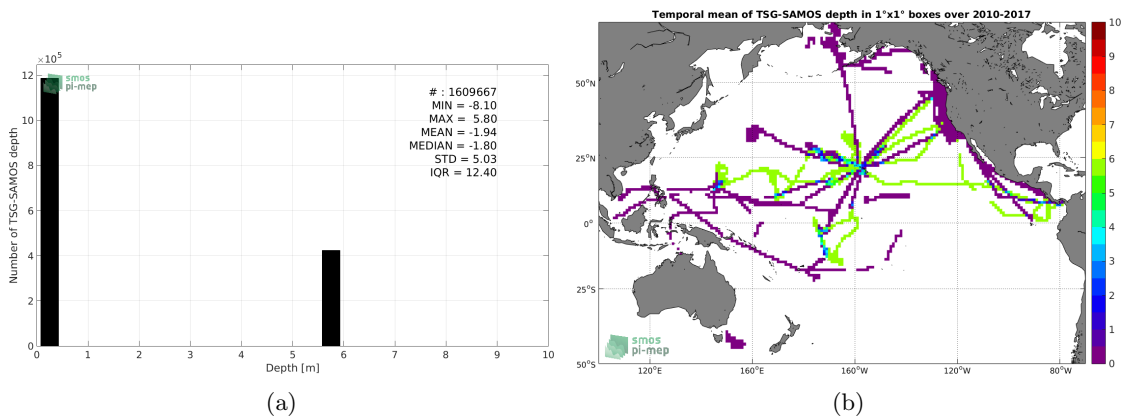 ×10⁵
12
10
8
6
4
2
0
Number of TSG-SAMOS depth
smos
pi-mep
# : 1609667
MIN = -8.10
MAX = 5.80
MEAN = -1.94
MEDIAN = -1.80
STD = 5.03
IQR = 12.40
0 1 2 3 4 5 6 7 8 9 10
Depth [m]
(a)
Temporal mean of TSG-SAMOS depth in 1°x1° boxes over 2010-2017
50°N
25°N
0°
25°S
50°S
120°E 160°E 160°W 120°W 80°W
smos
pi-mep
10
9
8
7
6
5
4
3
2
1
0
(b)